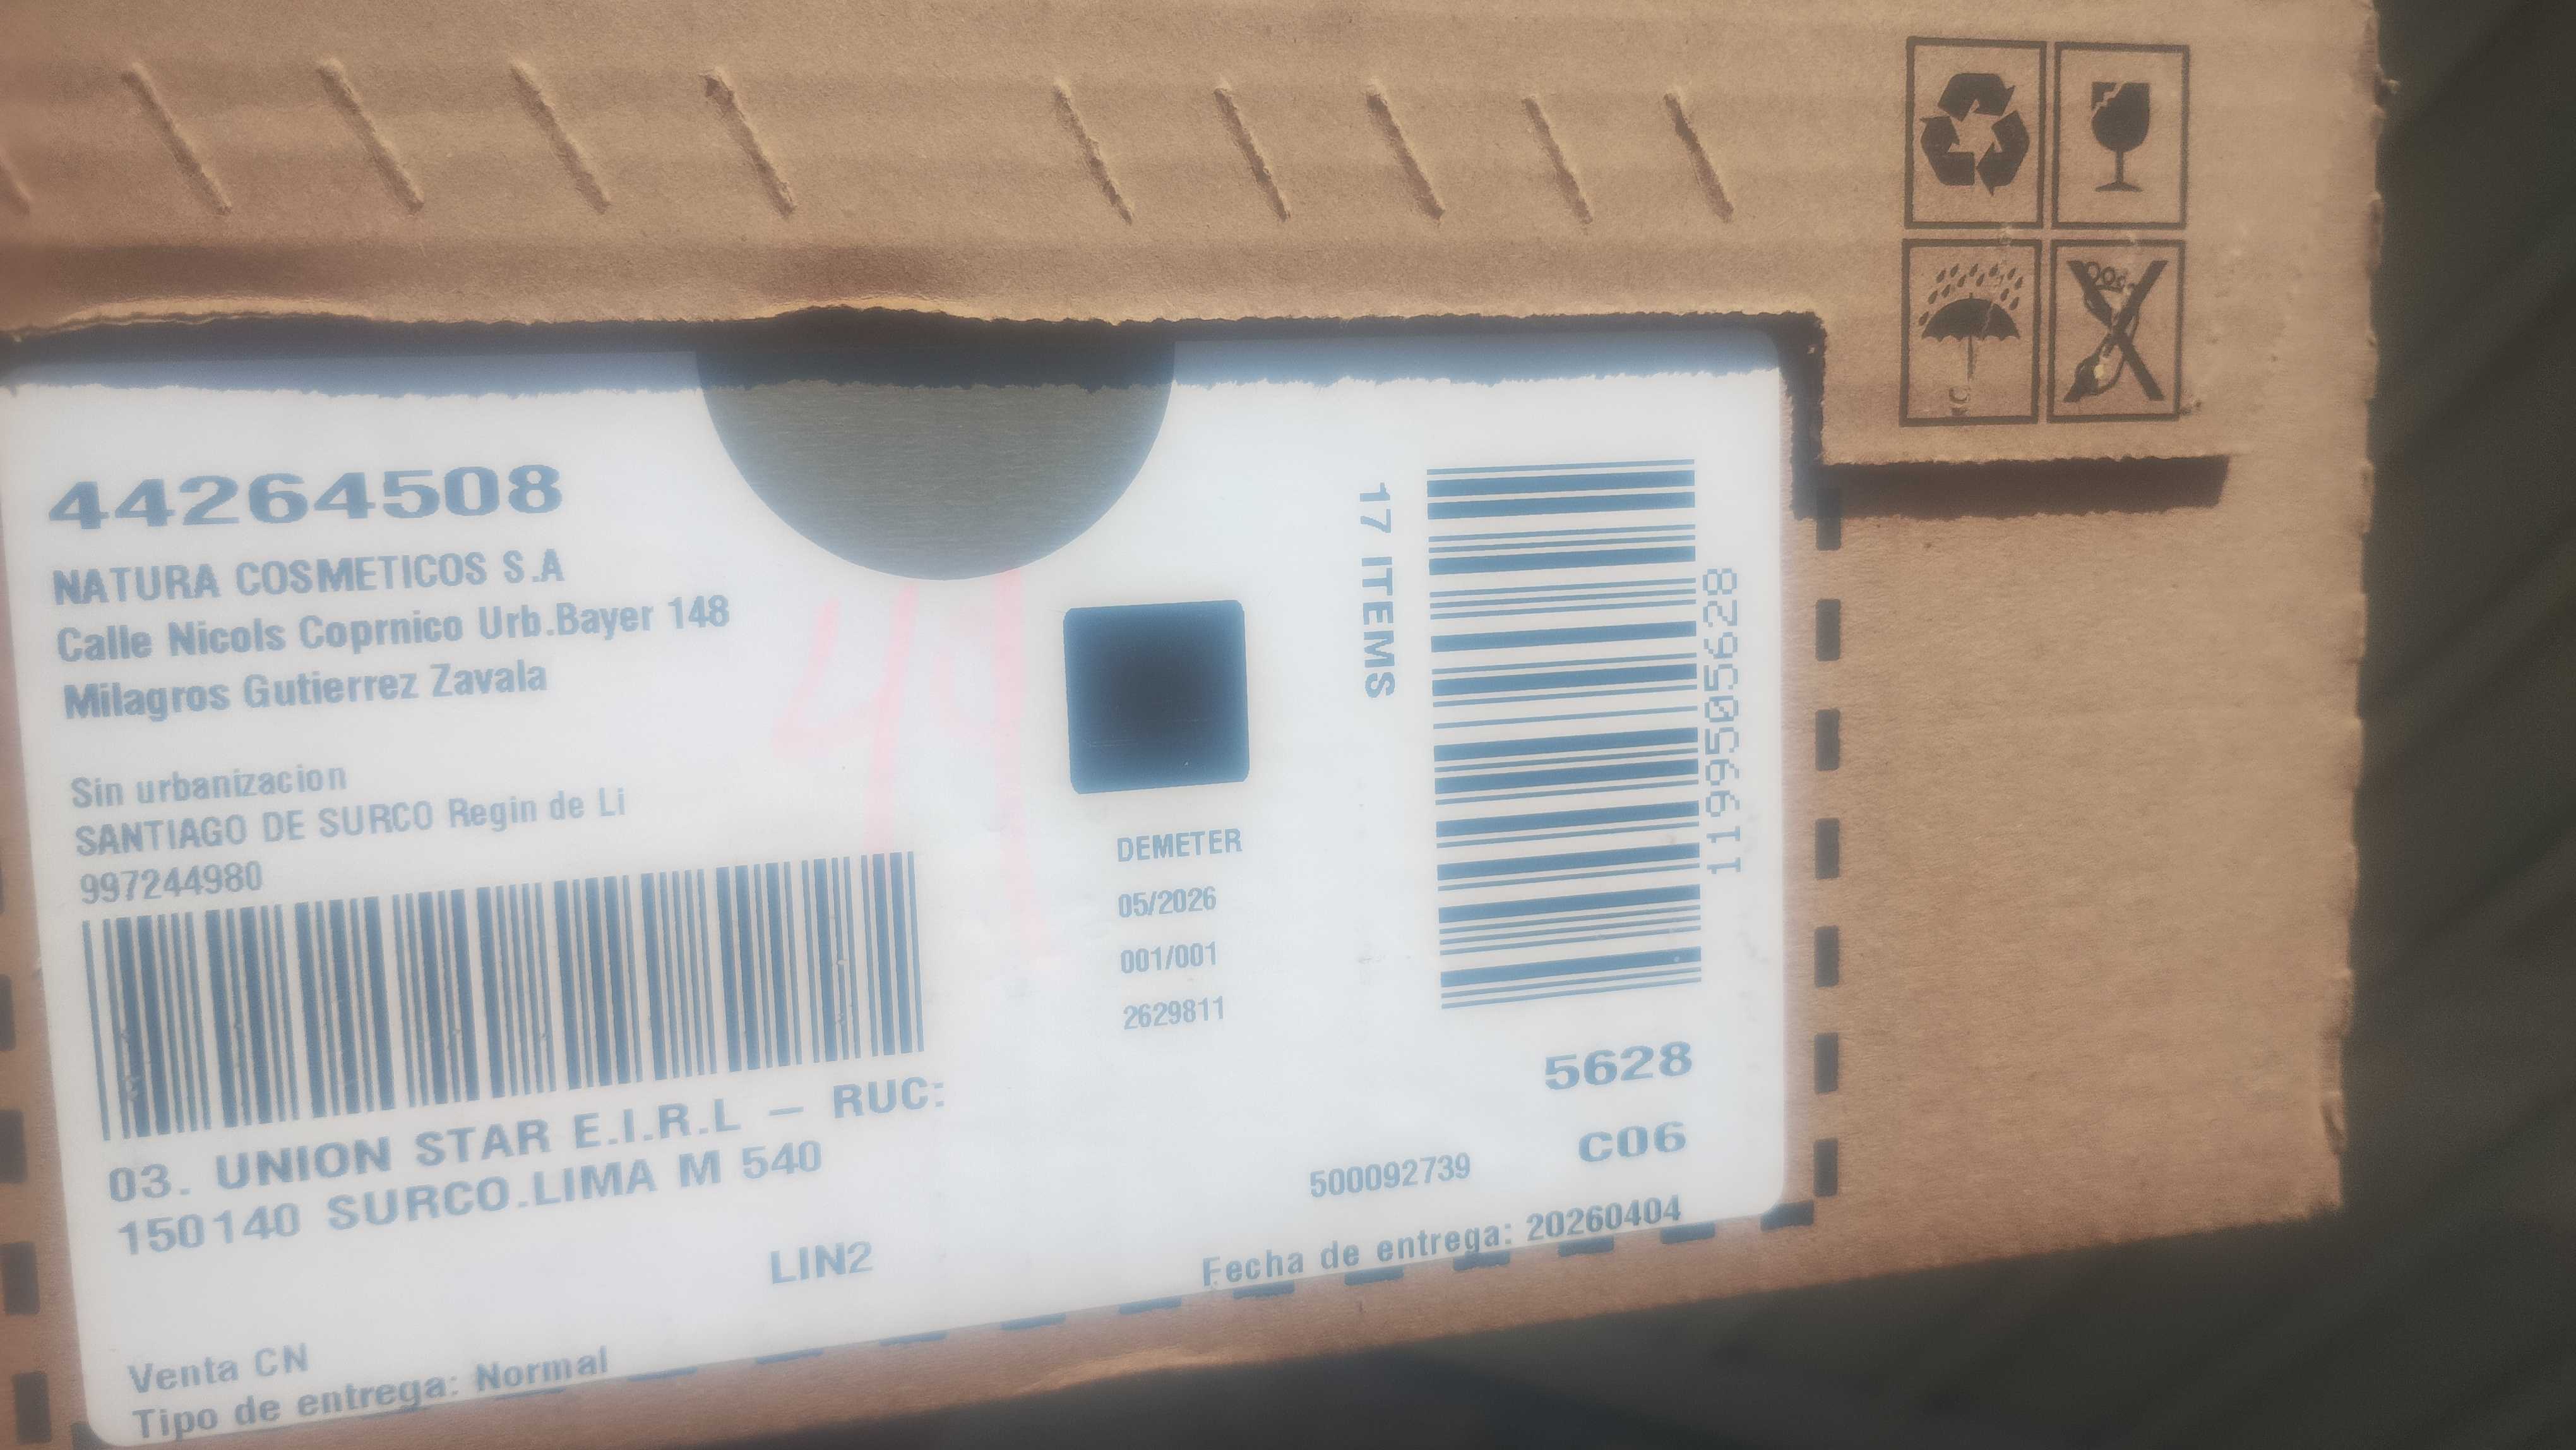 44264508
NATURA COSMETICOS S.A
Calle Nicols Coprnico Urb.Bayer 148
Milagros Gutierrez Zavala
Sin urbanizacion
SANTIAGO DE SURCO Regin de Li
997244980
03. UNION STAR E.I.R.L – RUC:
150140 SURCO.LIMA M 540
LIN2
Venta CN
Tipo de entrega: Normal
44
DEMETER
05/2026
001/001
2629811
17 ITEMS
1199505628
5628
C06
500092739
Fecha de entrega: 20260404